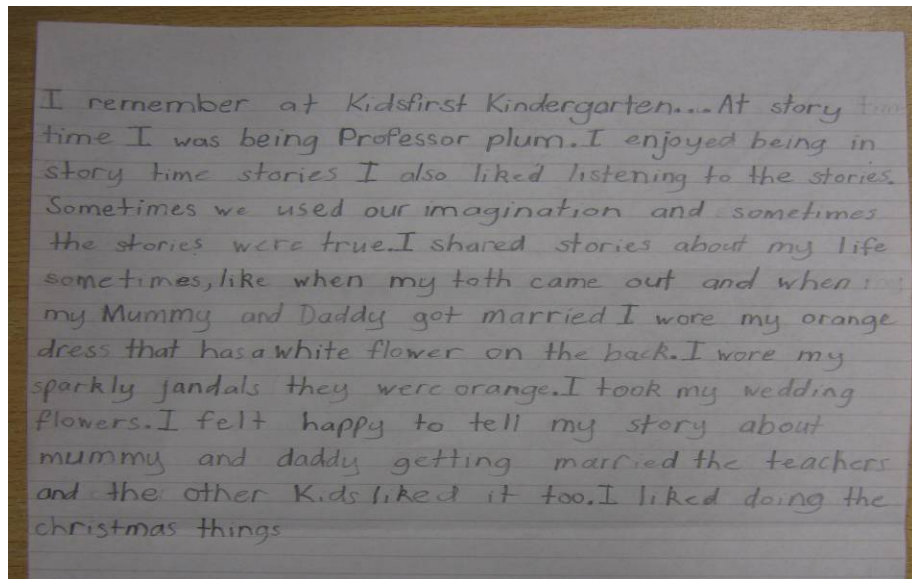 I remember at Kidsfirst Kindergarten....At story
time I was being Professor plum.I enjoyed being in
story time stories I also liked listening to the stories.
Sometimes we used our imagination and sometimes
the stories were true.I shared stories about my life
sometimes, like when my toth came out and when
my Mummy and Daddy got married I wore my orange
dress that has a white flower on the back.I wore my
sparkly jandals they were orange.I took my wedding
flowers.I felt happy to tell my story about
mummy and daddy getting married the teachers
and the other Kids liked it too.I liked doing the
christmas things